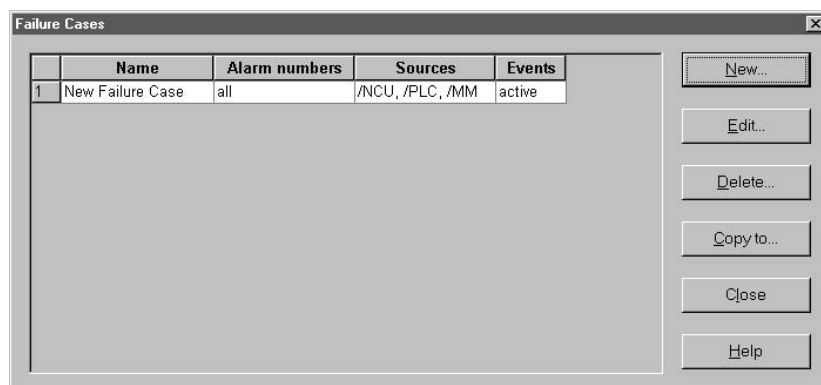 Failure Cases
Name Alarm numbers Sources Events
1 New Failure Case all /NCU, /PLC, /MM active
New...
Edit...
Delete...
Copy to...
Close
Help